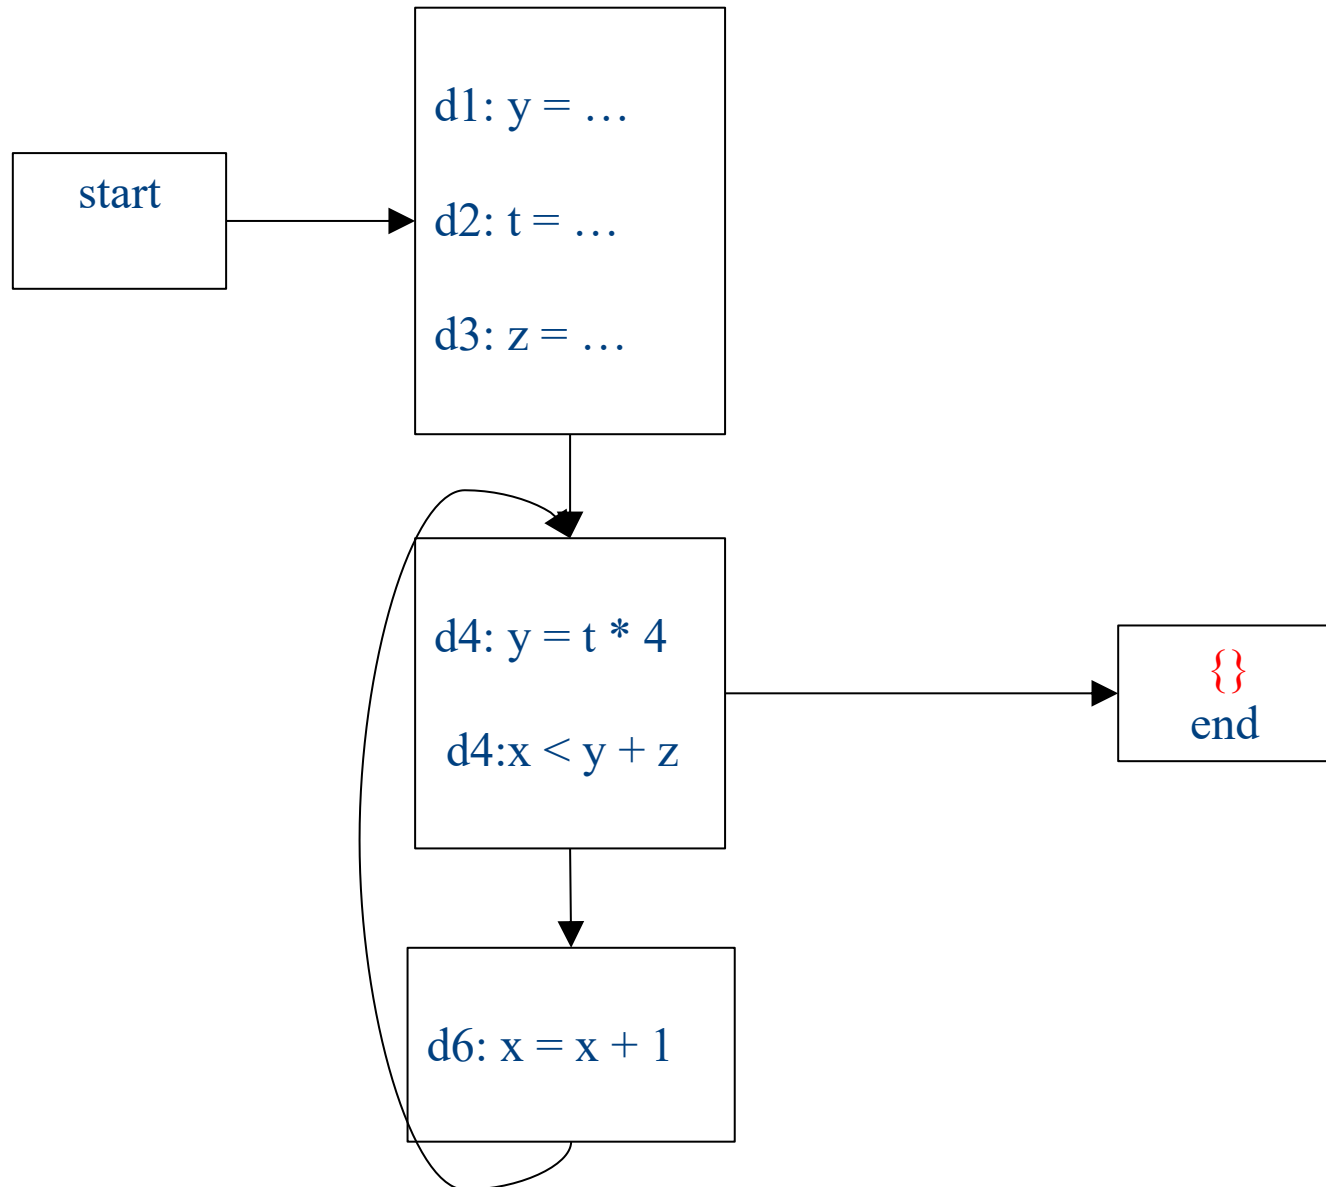 start
d1: y = …
d2: t = …
d3: z = …
d4: y = t * 4
d4:x < y + z
{}
end
d6: x = x + 1